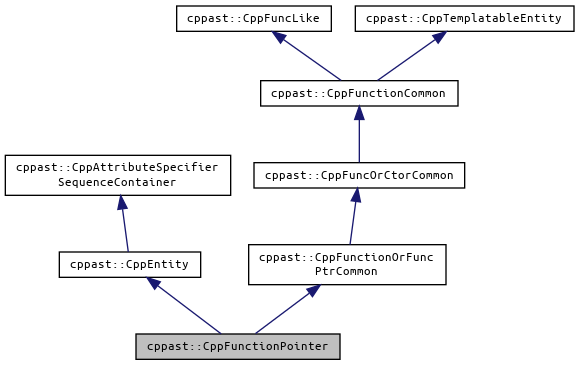 cppast::CppFuncLike
cppast::CppTemplatableEntity
cppast::CppFunctionCommon
cppast::CppAttributeSpecifier
SequenceContainer
cppast::CppFuncOrCtorCommon
cppast::CppEntity
cppast::CppFunctionOrFunc
PtrCommon
cppast::CppFunctionPointer